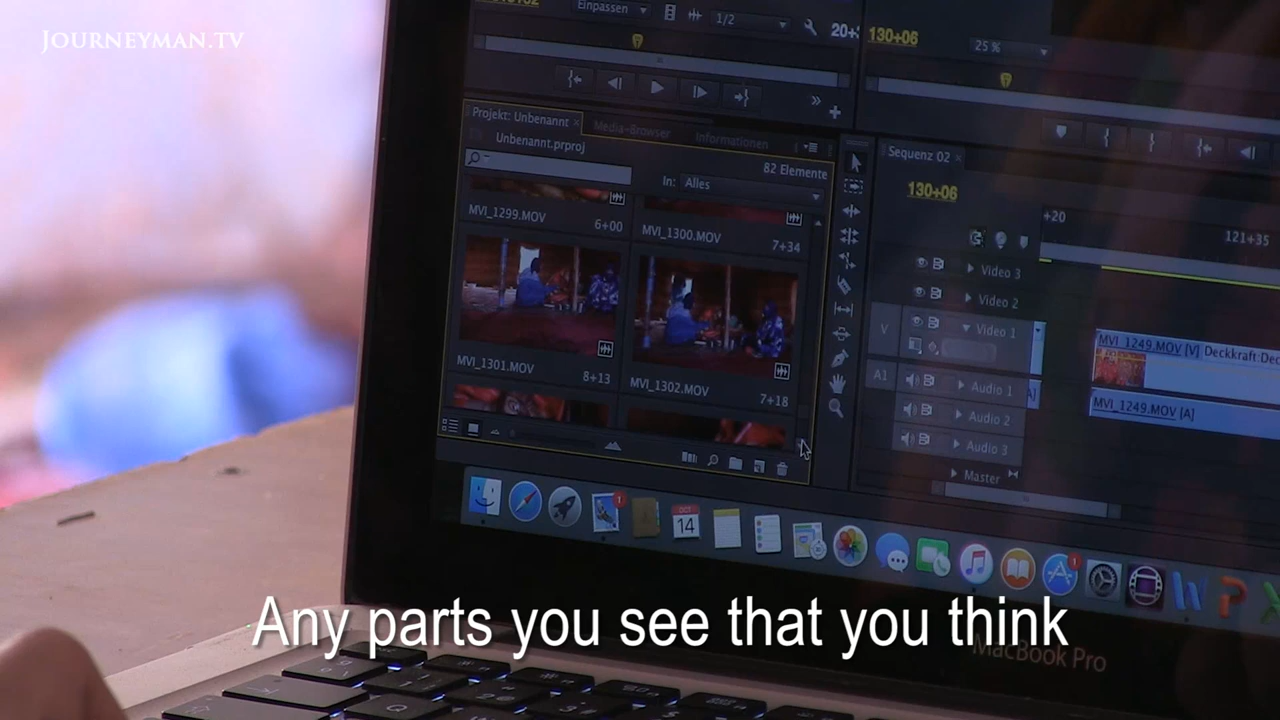 JOURNEYMAN.TV
Einpassen
1/2
130+06
25 %
Projekt: Unbenannt
Media-Browser
Informationen
Unbenannt.prproj
82 Elemente
In: Alles
MVI_1299.MOV
6+00
MVI_1300.MOV
7+34
MVI_1301.MOV
8+13
MVI_1302.MOV
7+18
Sequenz 02
130+06
+20
121+35
Video 3
Video 2
V
Video 1
MVI_1249.MOV [V] Deckkraft:
A1
Audio 1
MVI_1249.MOV [A]
Audio 2
Audio 3
Master
1
OCT
14
1
Any parts you see that you think
MacBook Pro